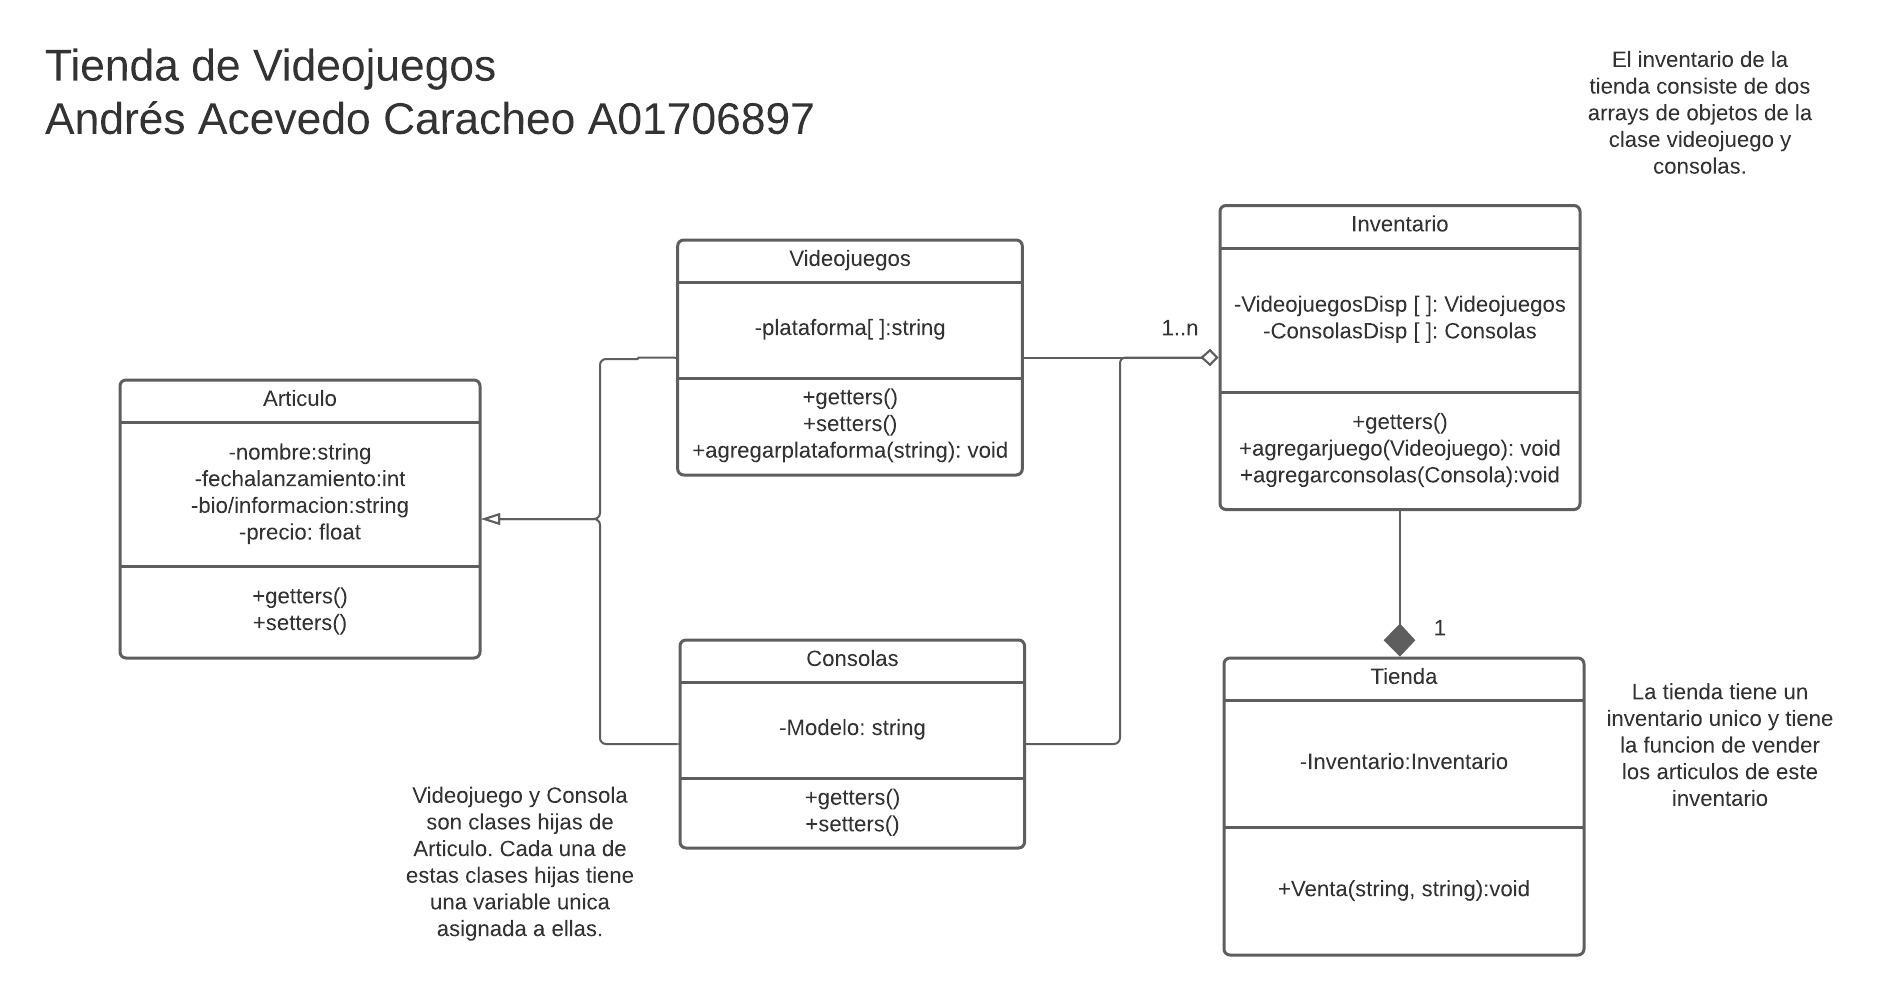 Tienda de Videojuegos
Andrés Acevedo Caracheo A01706897
El inventario de la
tienda consiste de dos
arrays de objetos de la
clase videojuego y
consolas.
Articulo
-nombre:string
-fechalanzamiento:int
-bio/informacion:string
-precio: float
+getters()
+setters()
Videojuegos
-plataforma[ ]:string
+getters()
+setters()
+agregarplataforma(string): void
1..n
Inventario
-VideojuegosDisp [ ]: Videojuegos
-ConsolasDisp [ ]: Consolas
+getters()
+agregarjuego(Videojuego): void
+agregarconsolas(Consola):void
Videojuego y Consola
son clases hijas de
Articulo. Cada una de
estas clases hijas tiene
una variable unica
asignada a ellas.
Consolas
-Modelo: string
+getters()
+setters()
1
Tienda
-Inventario:Inventario
+Venta(string, string):void
La tienda tiene un
inventario unico y tiene
la funcion de vender
los articulos de este
inventario